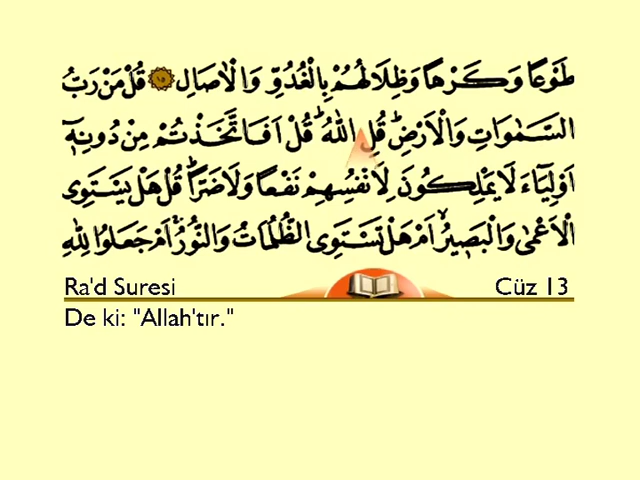 طَوْعًا وَكَرْهًا وَظِلَالُهُمْ بِالْغُدُوِّ وَالْاٰصَالِ ۝١٥ قُلْ مَنْ رَبُّ
السَّمٰوَاتِ وَالْاَرْضِۜ قُلِ اللّٰهُۜ قُلْ اَفَاتَّخَذْتُمْ مِنْ دُونِه۪ٓ
اَوْلِيَٓاءَ لَا يَمْلِكُونَ لِاَنْفُسِهِمْ نَفْعًا وَلَا ضَرًّاۜ قُلْ هَلْ يَسْتَوِى
الْاَعْمٰى وَالْبَص۪يرُۙ اَمْ هَلْ تَسْتَوِى الظُّلُمَاتُ وَالنُّورُۚ اَمْ جَعَلُوا لِلّٰهِ
Ra'd Suresi Cüz 13
De ki: "Allah'tır."